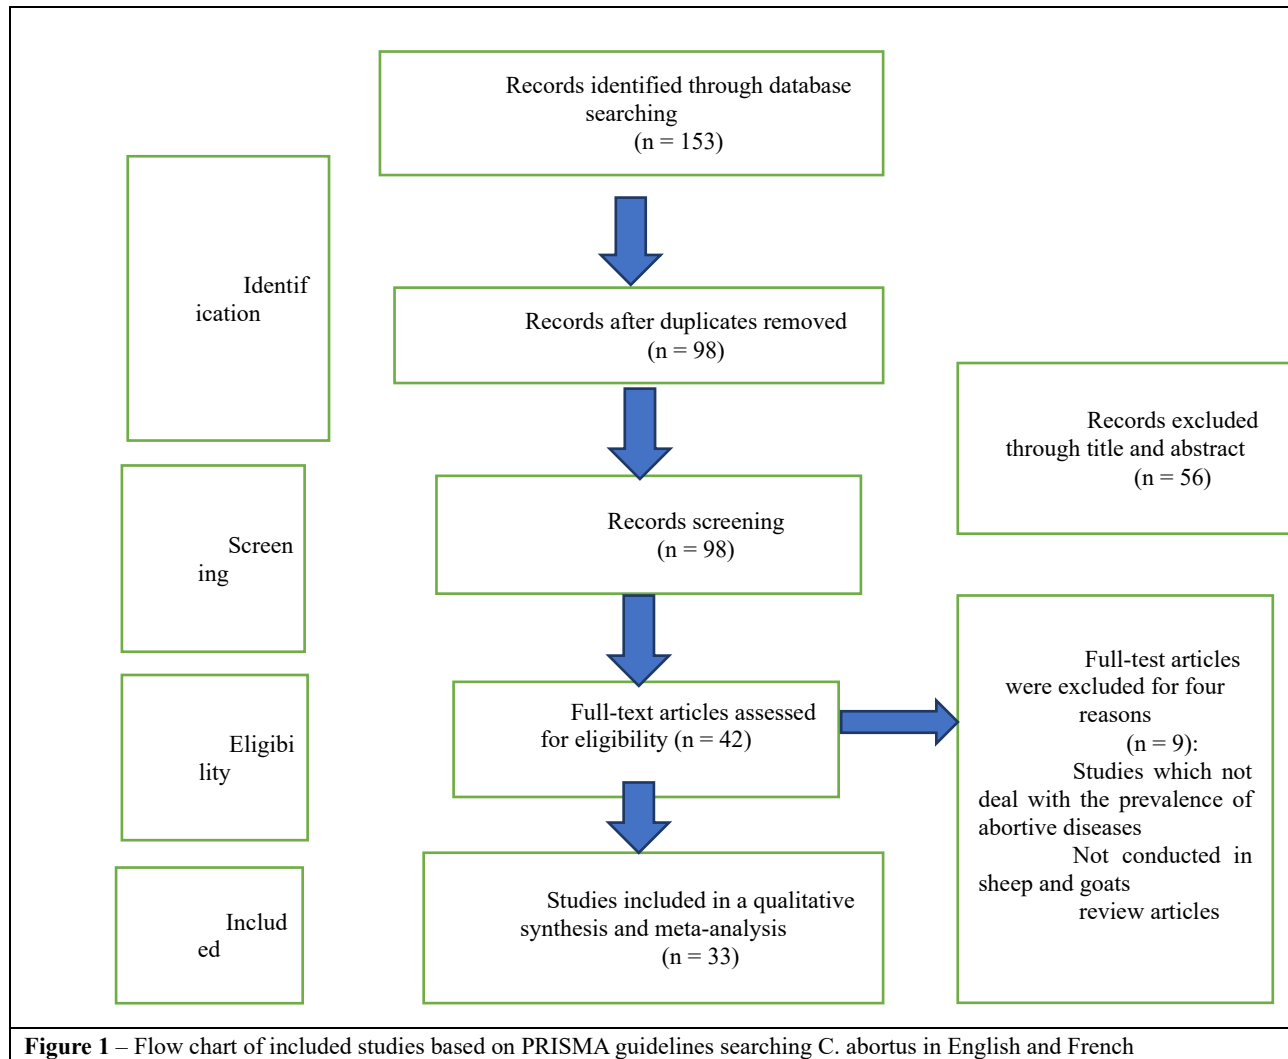 Records identified through database
searching
(n = 153)
Identif
ication
Records after duplicates removed
(n = 98)
Records excluded
through title and abstract
(n = 56)
Screen
ing
Records screening
(n = 98)
Eligibi
lity
Full-text articles assessed
for eligibility (n = 42)
Full-test articles
were excluded for four
reasons
(n = 9):
Studies which not
deal with the prevalence of
abortive diseases
Not conducted in
sheep and goats
review articles
Includ
ed
Studies included in a qualitative
synthesis and meta-analysis
(n = 33)
Figure 1 – Flow chart of included studies based on PRISMA guidelines searching C. abortus in English and French